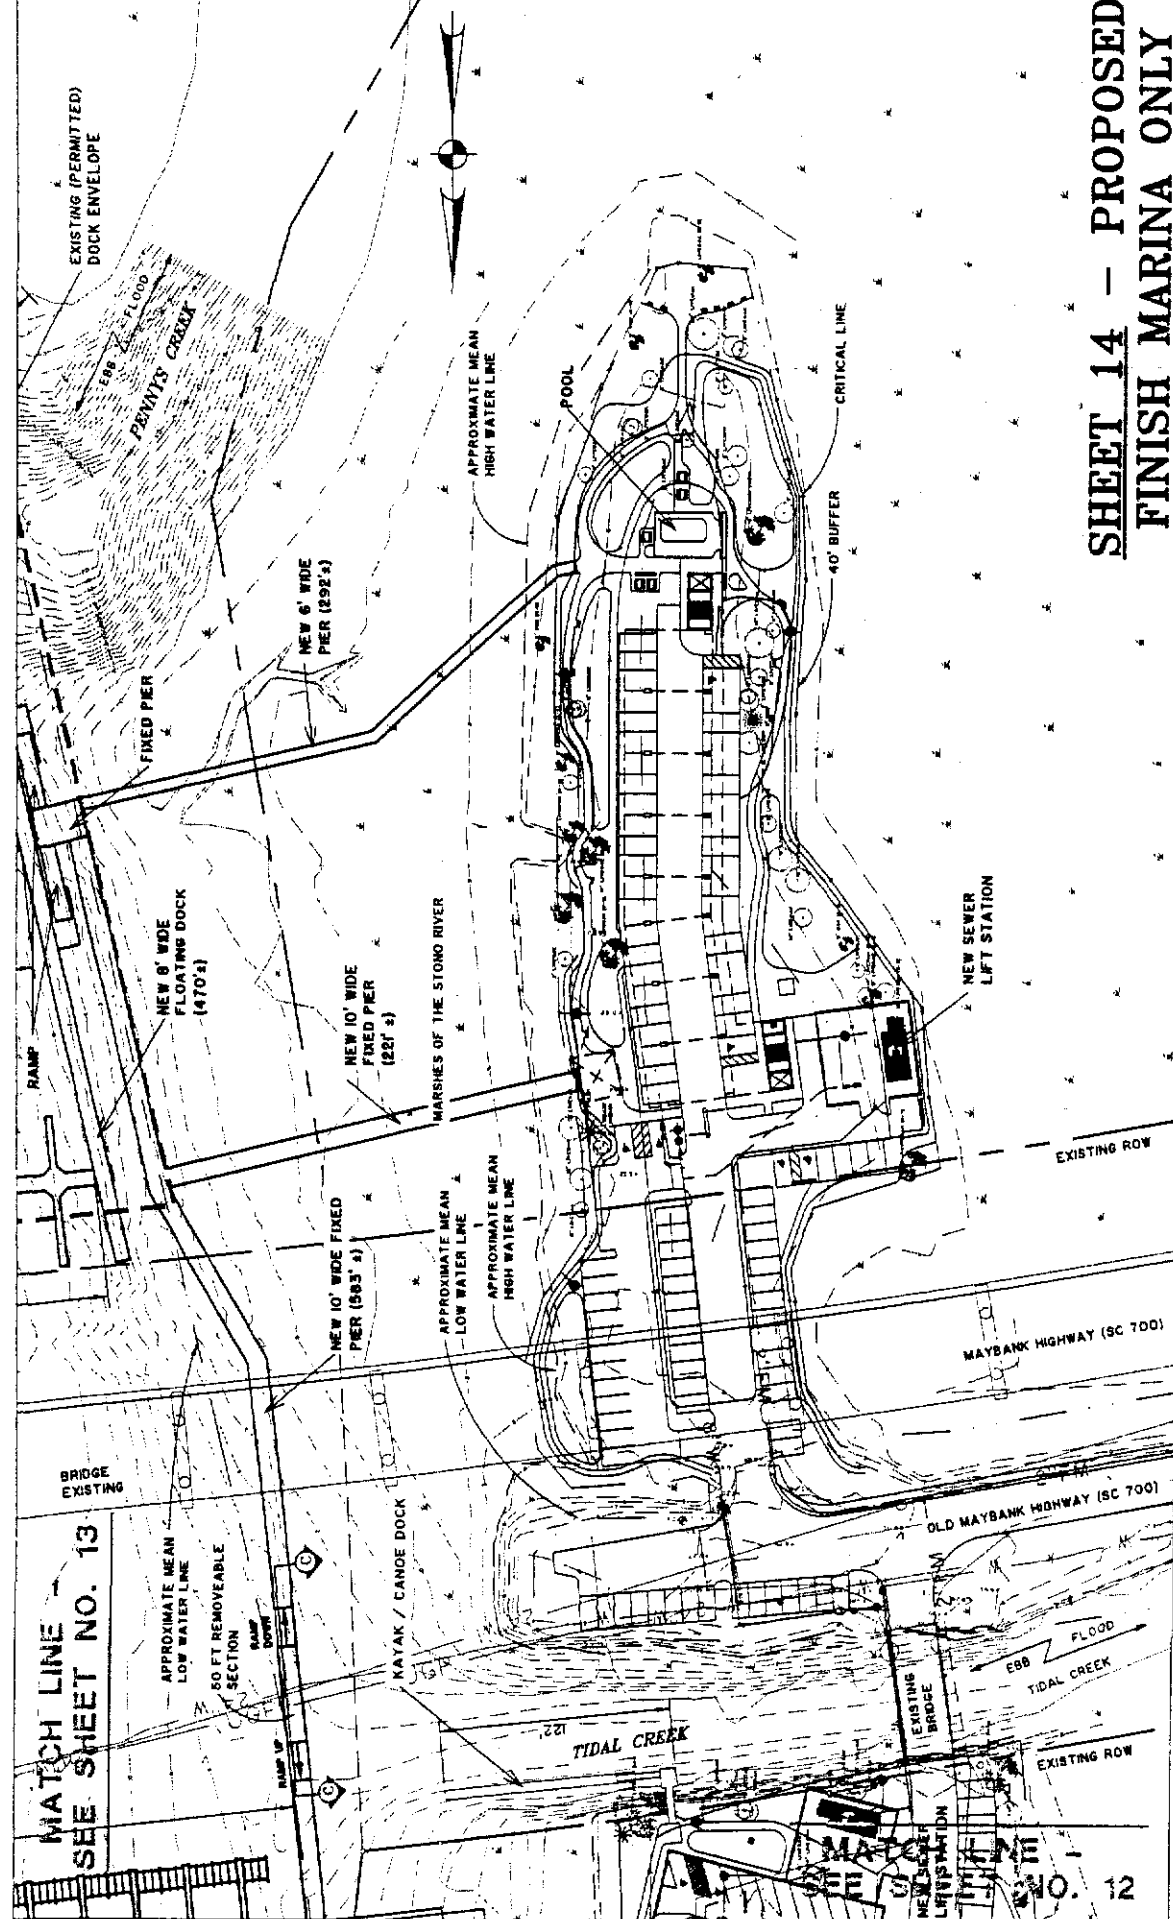 SHEET 14 - PROPOSED
FINISH MARINA ONLY
MATCH LINE
SEE SHEET NO. 13
EXISTING (PERMITTED)
DOCK ENVELOPE
EBB
FLOOD
PENNYS CREEK
APPROXIMATE MEAN
HIGH WATER LINE
POOL
CRITICAL LINE
40' BUFFER
NEW 6' WIDE
PIER (292'±)
FIXED PIER
RAMP
NEW 8' WIDE
FLOATING DOCK
(470'±)
NEW 10' WIDE
FIXED PIER
(221' ±)
MARSHES OF THE STONO RIVER
NEW SEWER
LIFT STATION
EXISTING ROW
NEW 10' WIDE FIXED
PIER (583' ±)
APPROXIMATE MEAN
LOW WATER LINE
APPROXIMATE MEAN
HIGH WATER LINE
MAYBANK HIGHWAY (SC 700)
BRIDGE
EXISTING
OLD MAYBANK HIGHWAY (SC 700)
APPROXIMATE MEAN
LOW WATER LINE
50 FT REMOVEABLE
SECTION
RAMP
DOWN
C
RAMP UP
C
KAYAK / CANOE DOCK
122'
TIDAL CREEK
EXISTING
BRIDGE
EBB
FLOOD
TIDAL CREEK
EXISTING ROW
NEW SEWER
LIFT STATION
MATCH LINE
NO. 12